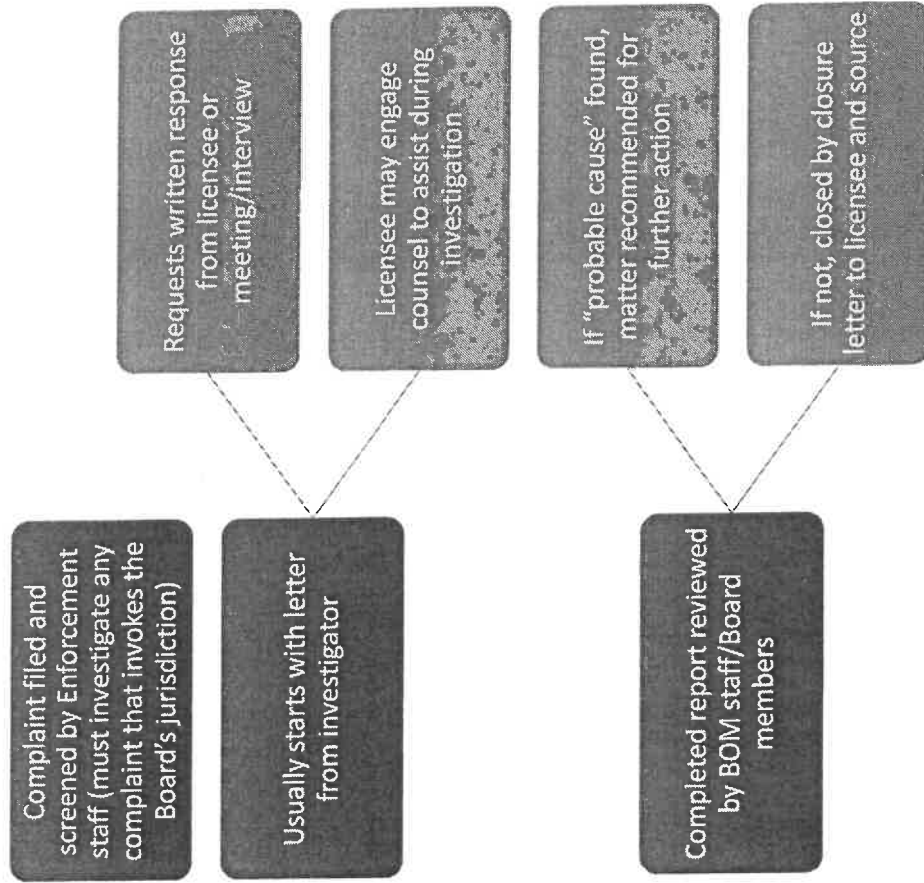 Complaint filed and
screened by Enforcement
staff (must investigate any
complaint that invokes the
Board's jurisdiction)
Usually starts with letter
from investigator
Requests written response
from licensee or
meeting/interview
Licensee may engage
counsel to assist during
investigation
Completed report reviewed
by BOM staff/Board
members
If "probable cause" found,
matter recommended for
further action
If not, closed by closure
letter to licensee and source